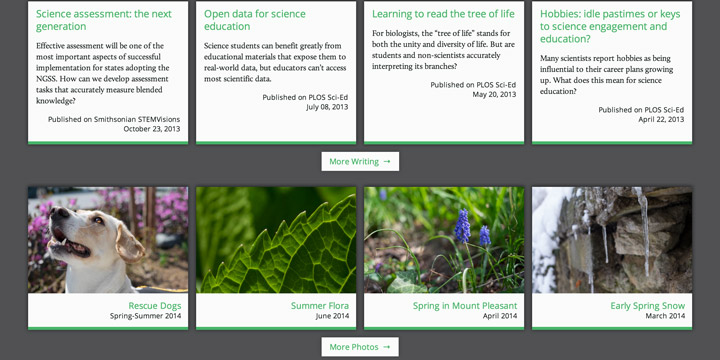 Science assessment: the next
generation
Effective assessment will be one of the
most important aspects of successful
implementation for states adopting the
NGSS. How can we develop assessment
tasks that accurately measure blended
knowledge?
Published on Smithsonian STEMVisions
October 23, 2013
Open data for science
education
Science students can benefit greatly from
educational materials that expose them to
real-world data, but educators can't access
most scientific data.
Published on PLOS Sci-Ed
July 08, 2013
Learning to read the tree of life
For biologists, the “tree of life” stands for
both the unity and diversity of life. But are
students and non-scientists accurately
interpreting its branches?
Published on PLOS Sci-Ed
May 20, 2013
Hobbies: idle pastimes or keys
to science engagement and
education?
Many scientists report hobbies as being
influential to their career plans growing
up. What does this mean for science
education?
Published on PLOS Sci-Ed
April 22, 2013
More Writing →
Rescue Dogs
Spring-Summer 2014
Summer Flora
June 2014
Spring in Mount Pleasant
April 2014
Early Spring Snow
March 2014
More Photos →